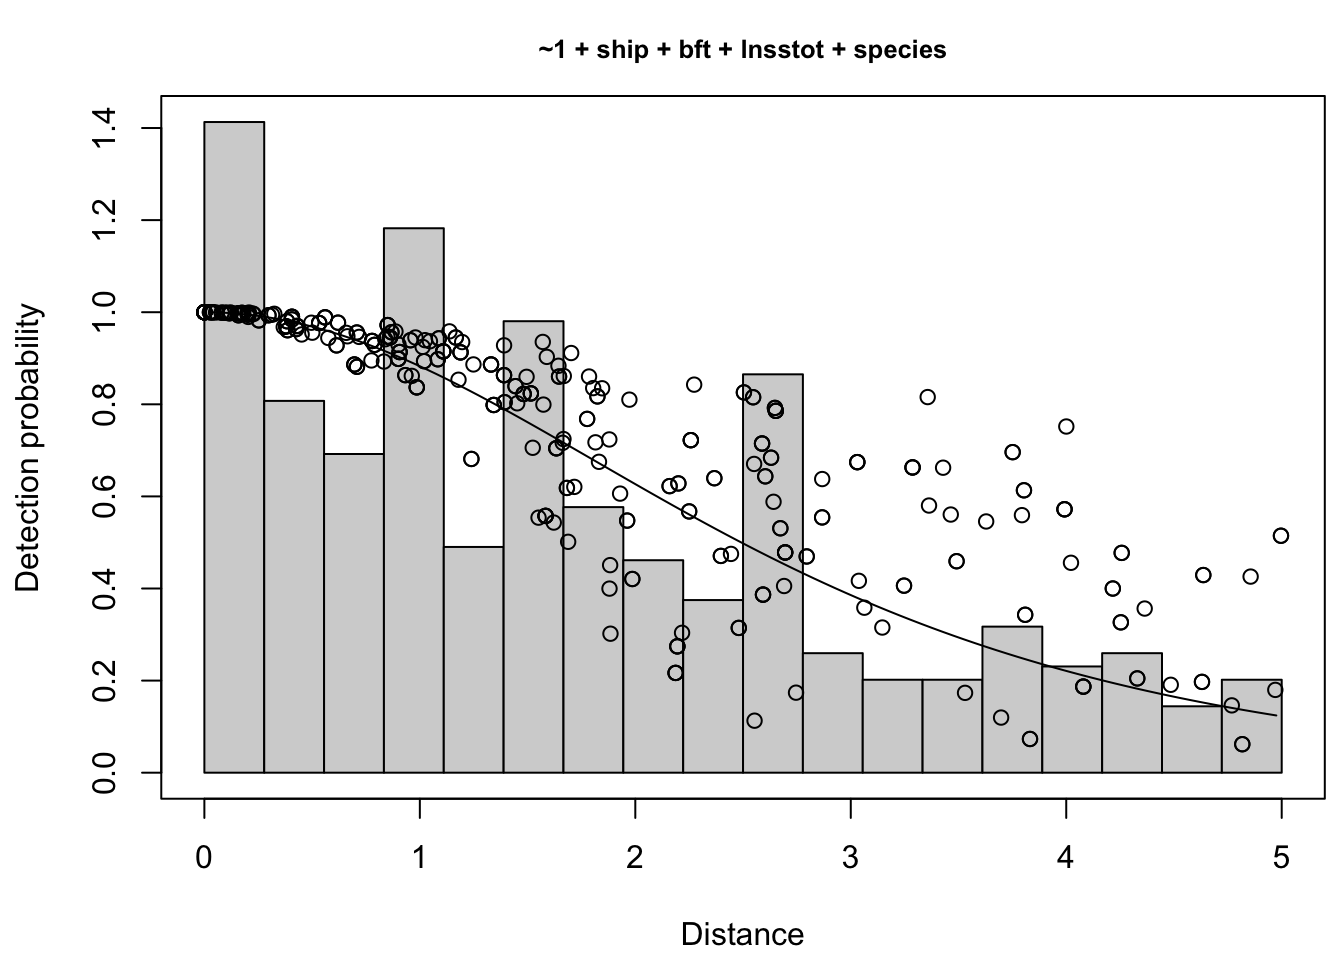 ~1 + ship + bft + lnsstot + species
Detection probability
1.4
1.2
1.0
0.8
0.6
0.4
0.2
0.0
0 1 2 3 4 5
Distance